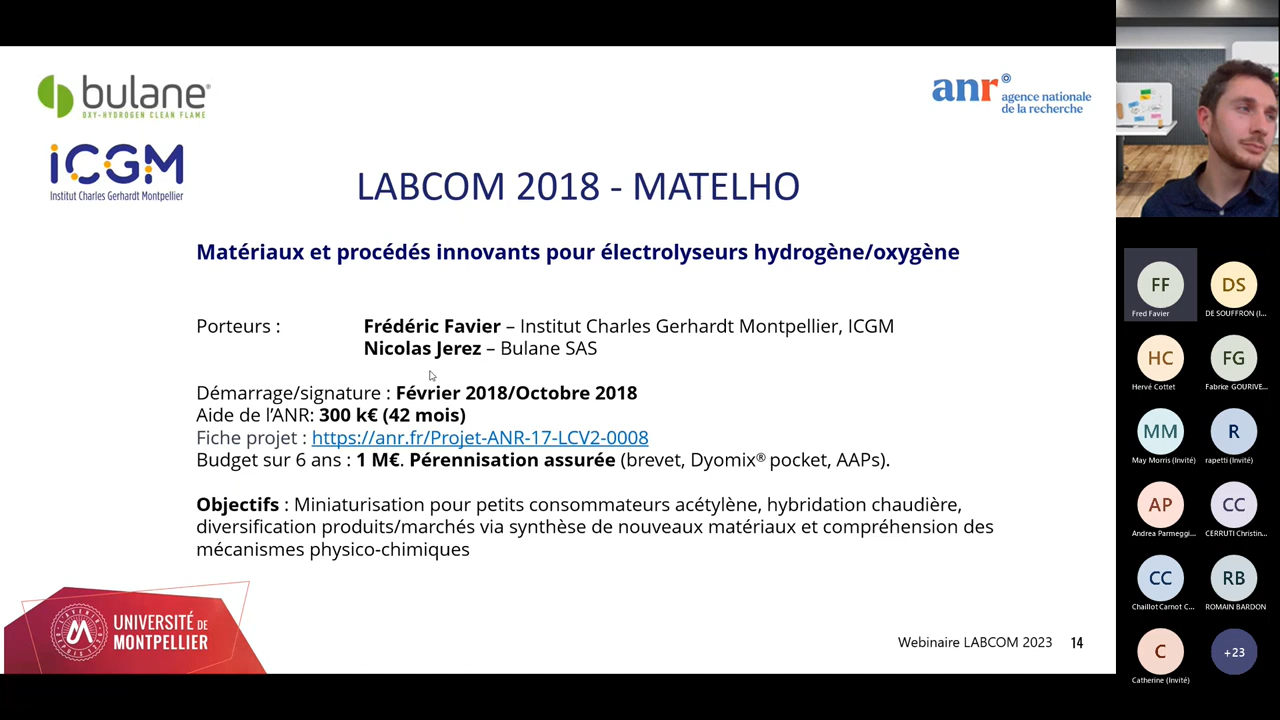 bulane®
OXY-HYDROGEN CLEAN FLAME
iCGM
Institut Charles Gerhardt Montpellier
anr
agence nationale
de la recherche
LABCOM 2018 - MATELHO
Matériaux et procédés innovants pour électrolyseurs hydrogène/oxygène
Porteurs : Frédéric Favier – Institut Charles Gerhardt Montpellier, ICGM
Nicolas Jerez – Bulane SAS
Démarrage/signature : Février 2018/Octobre 2018
Aide de l'ANR: 300 k€ (42 mois)
Fiche projet : https://anr.fr/Projet-ANR-17-LCV2-0008
Budget sur 6 ans : 1 M€. Pérennisation assurée (brevet, Dyomix® pocket, AAPs).
Objectifs : Miniaturisation pour petits consommateurs acétylène, hybridation chaudière,
diversification produits/marchés via synthèse de nouveaux matériaux et compréhension des
mécanismes physico-chimiques
UNIVERSITÉ DE
MONTPELLIER
Webinaire LABCOM 2023 14
FF
Fred Favier
DS
DE SOUFFRON (I...
HC
Hervé Cottet
FG
Fabrice GOURIVE...
MM
May Morris (Invité)
R
rapetti (Invité)
AP
Andrea Parmeggi...
CC
CERRUTI Christin...
CC
Chaillot Carnot C...
RB
ROMAIN BARDON
C
Catherine (Invité)
+23